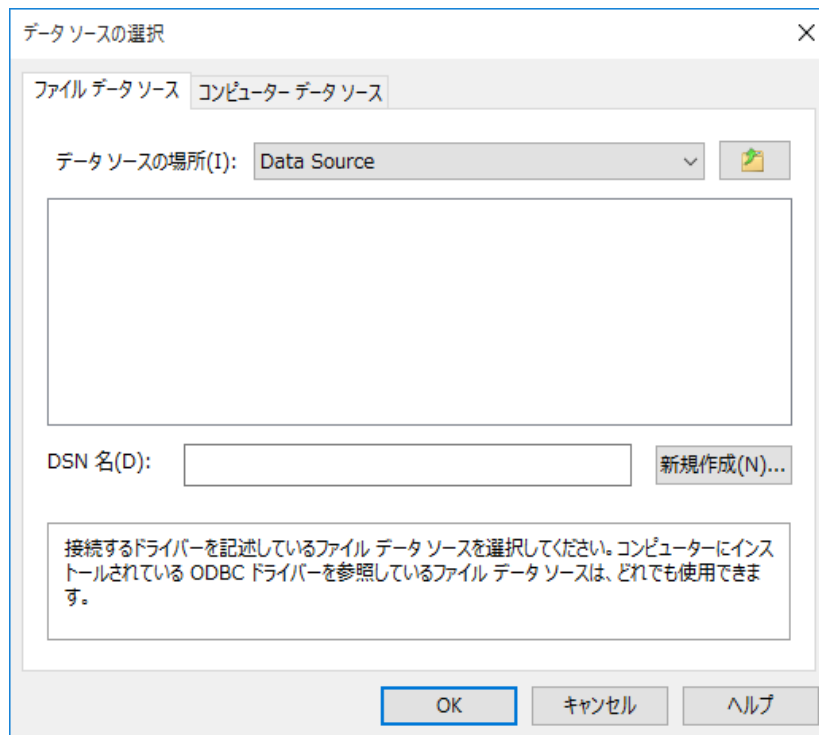 データ ソースの選択
ファイル データ ソース
コンピューター データ ソース
データ ソースの場所(I):
Data Source
DSN 名(D):
新規作成(N)...
接続するドライバーを記述しているファイル データ ソースを選択してください。コンピューターにインス
トールされている ODBC ドライバーを参照しているファイル データ ソースは、どれでも使用できま
す。
OK
キャンセル
ヘルプ